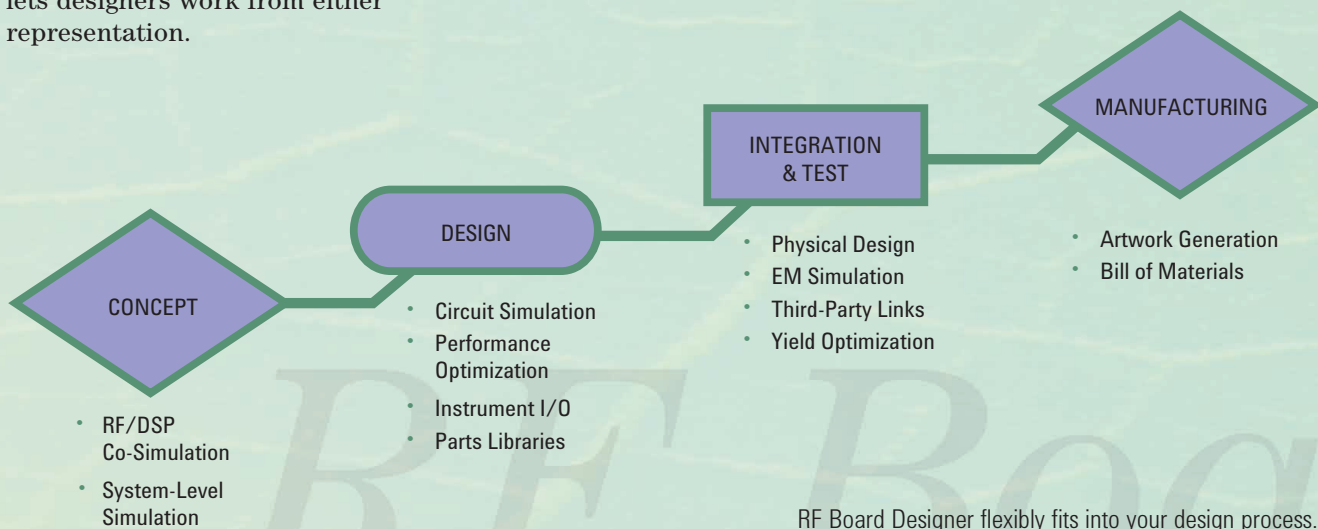 lets designers work from either
representation.
CONCEPT
• RF/DSP
Co-Simulation
• System-Level
Simulation
DESIGN
• Circuit Simulation
• Performance
Optimization
• Instrument I/O
• Parts Libraries
INTEGRATION
& TEST
• Physical Design
• EM Simulation
• Third-Party Links
• Yield Optimization
MANUFACTURING
• Artwork Generation
• Bill of Materials
RF Boa
RF Board Designer flexibly fits into your design process.